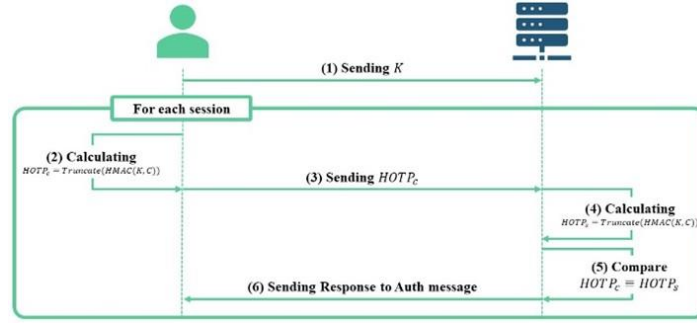 (1) Sending K
For each session
(2) Calculating
HOTP_c = Truncate(HMAC(K,C))
(3) Sending HOTP_c
(4) Calculating
HOTP_s = Truncate(HMAC(K,C))
(5) Compare
HOTP_c ≡ HOTP_s
(6) Sending Response to Auth message